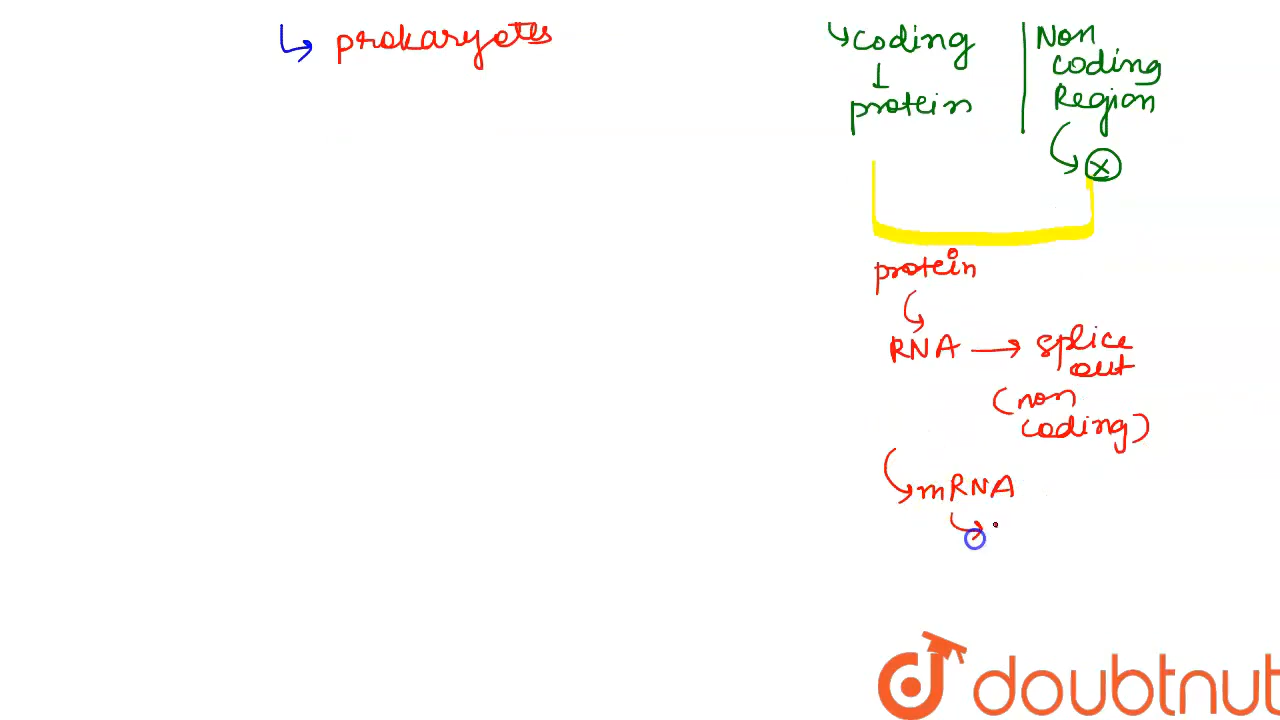 ↳ prokaryotes
↳ coding
↓
protein
Non
coding
Region
X
protein
RNA → splice
out
(non
coding)
mRNA
doubtnut